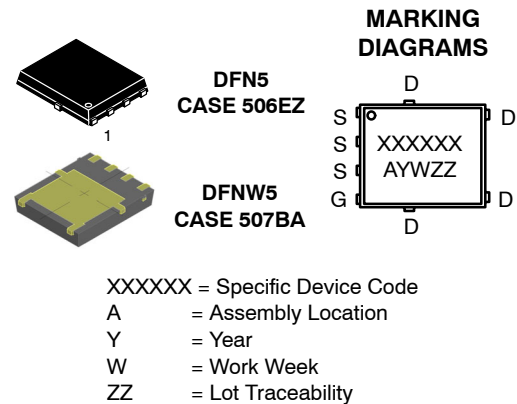 MARKING
DIAGRAMS
DFN5
CASE 506EZ
1
DFNW5
CASE 507BA
D
S
D
S
S
G
D
D
XXXXXX
AYWZZ
XXXXXX = Specific Device Code
A = Assembly Location
Y = Year
W = Work Week
ZZ = Lot Traceability